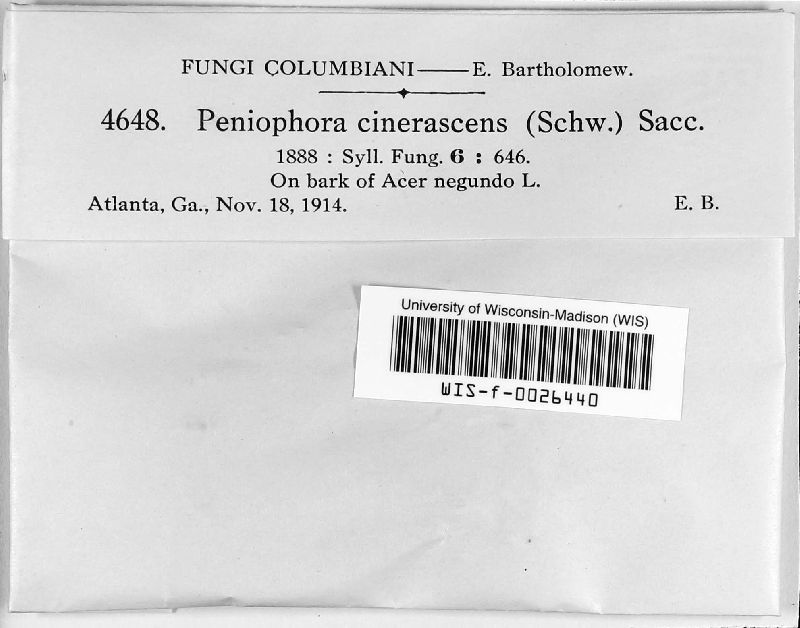 FUNGI COLUMBIANI——E. Bartholomew.
4648. Peniophora cinerascens (Schw.) Sacc.
1888 : Syll. Fung. 6 : 646.
On bark of Acer negundo L.
Atlanta, Ga., Nov. 18, 1914. E. B.
University of Wisconsin-Madison (WIS)
WIS-f-0026440